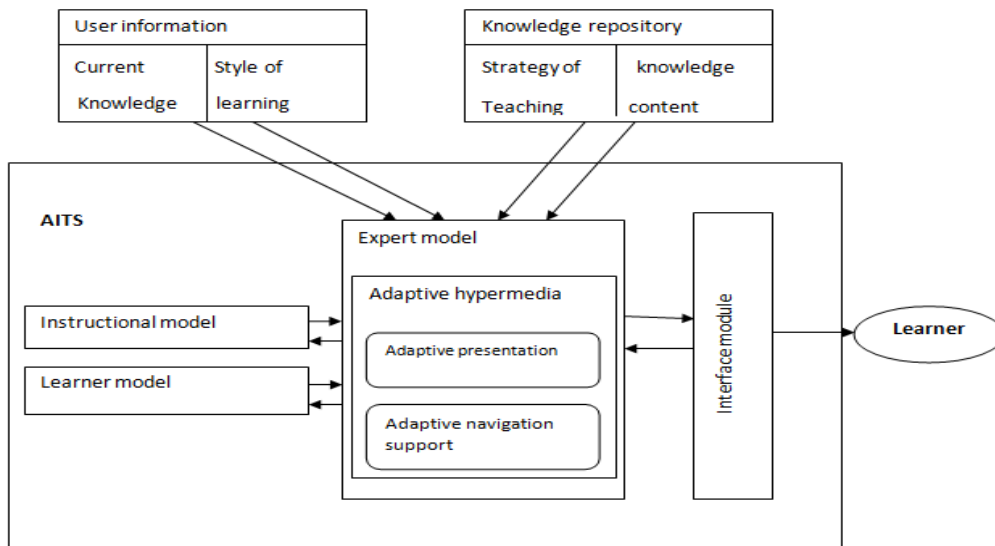 User information
Current
Knowledge
Style of
learning
Knowledge repository
Strategy of
Teaching
knowledge
content
AITS
Expert model
Adaptive hypermedia
Instructional model
Adaptive presentation
Learner model
Adaptive navigation
support
Interface module
Learner